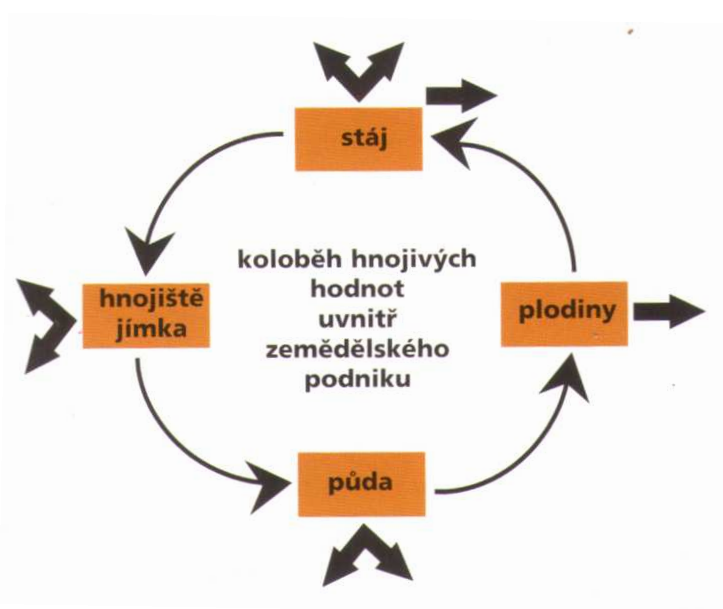 stáj
koloběh hnojivých
hodnot
uvnitř
zemědělského
podniku
hnojiště
jímka
plodiny
půda